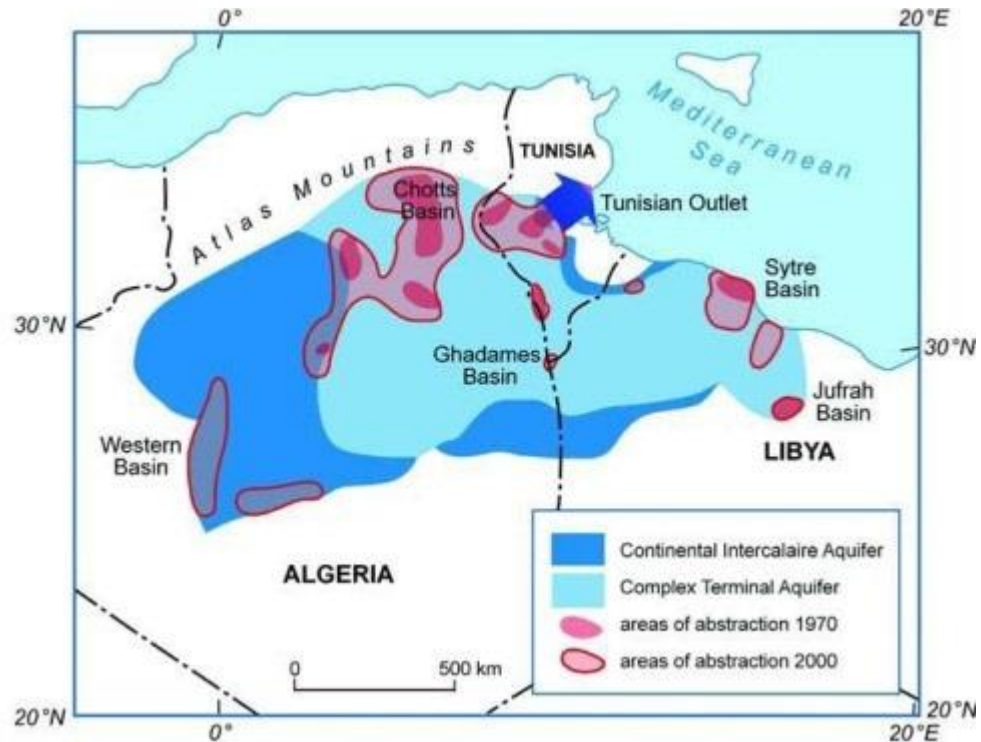 0°
20°E
Mediterranean
Sea
Atlas Mountains
TUNISIA
Chotts
Basin
Tunisian Outlet
Sytre
Basin
30°N
30°N
Ghadames
Basin
Jufrah
Basin
Western
Basin
LIBYA
ALGERIA
Continental Intercalaire Aquifer
Complex Terminal Aquifer
areas of abstraction 1970
areas of abstraction 2000
0 500 km
20°N
20°N
0°
20°E